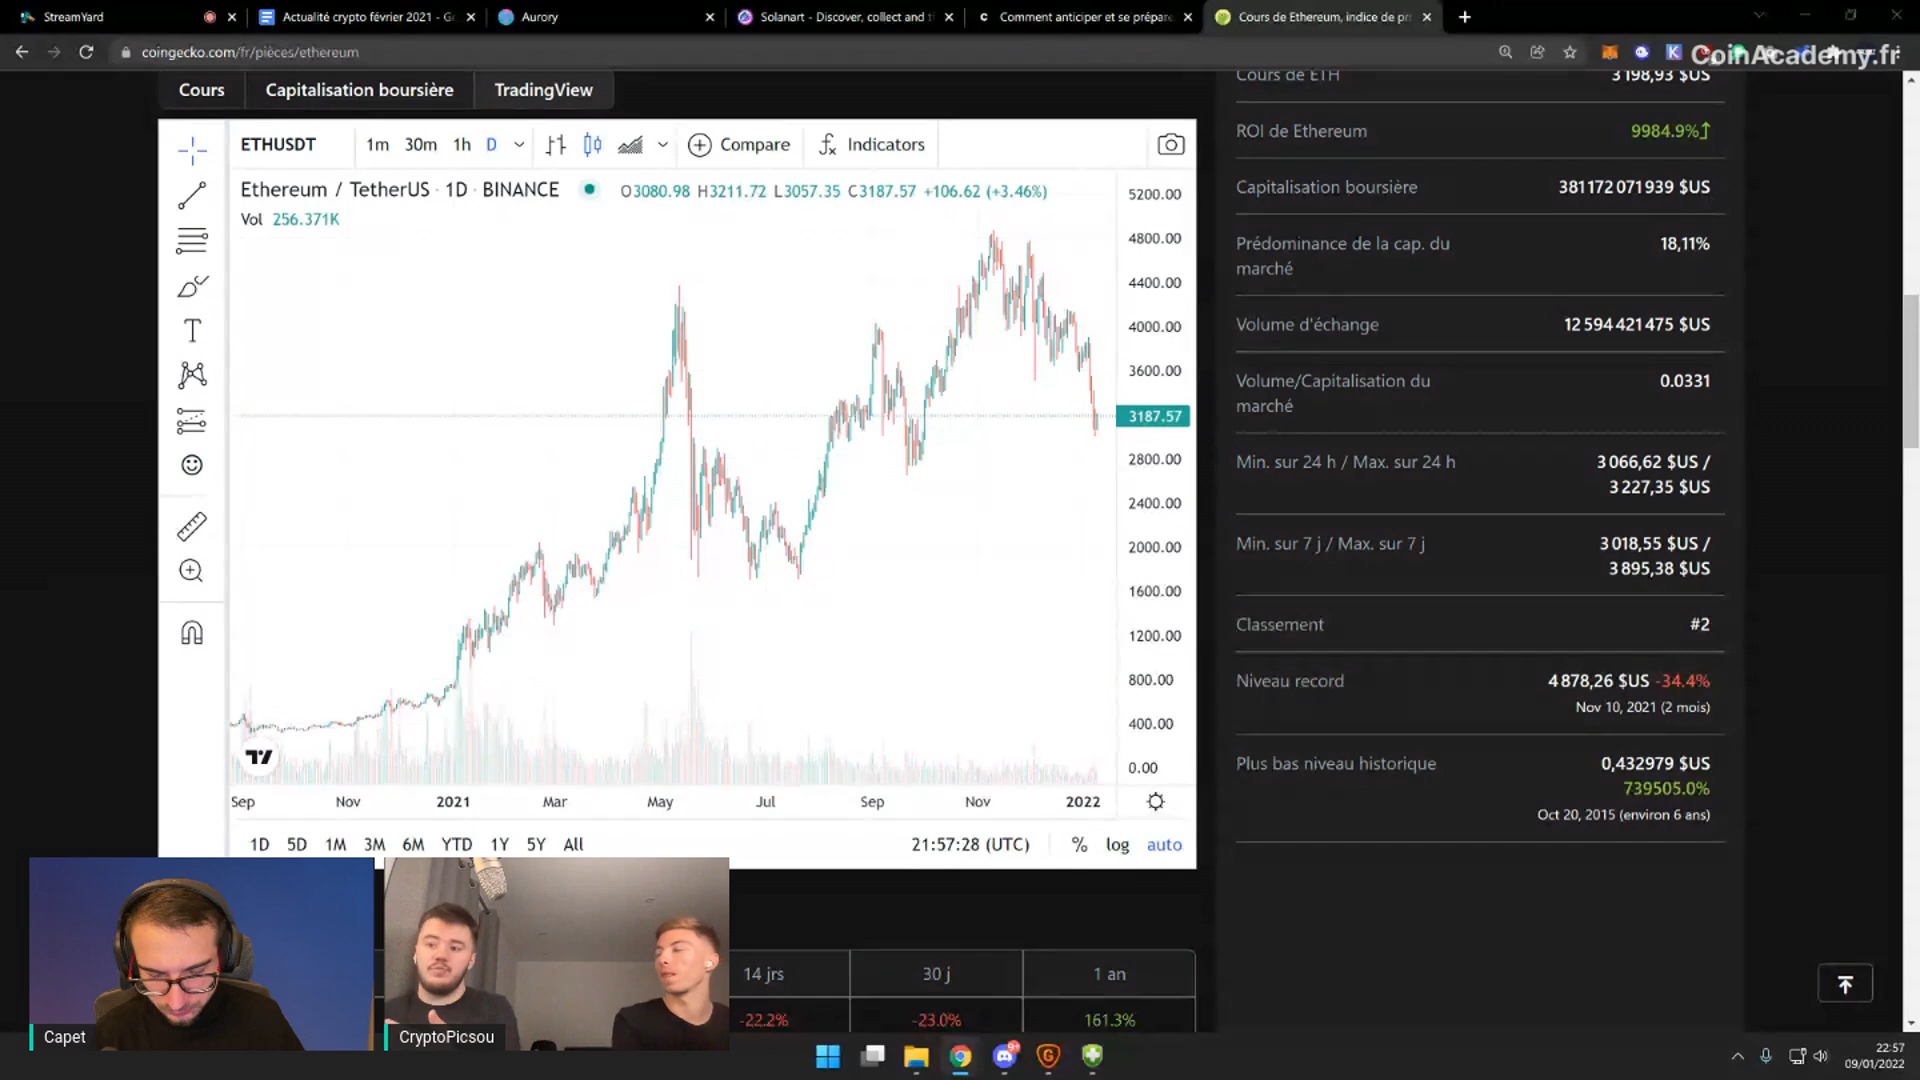 StreamYard
Actualité crypto février 2021 - Go
Aurory
Solanart - Discover, collect and t
Comment anticiper et se prépare
Cours de Ethereum, indice de pr
coingecko.com/fr/pièces/ethereum
CoinAcademy.fr
Cours
Capitalisation boursière
TradingView
ETHUSDT
1m 30m 1h D
Compare
Indicators
Ethereum / TetherUS · 1D · BINANCE
O3080.98 H3211.72 L3057.35 C3187.57 +106.62 (+3.46%)
Vol 256.371K
5200.00
4800.00
4400.00
4000.00
3600.00
3187.57
2800.00
2400.00
2000.00
1600.00
1200.00
800.00
400.00
0.00
Sep Nov 2021 Mar May Jul Sep Nov 2022
1D 5D 1M 3M 6M YTD 1Y 5Y All
21:57:28 (UTC)
% log auto
Cours de ETH
3 198,93 $US
ROI de Ethereum
9984.9%
Capitalisation boursière
381 172 071 939 $US
Prédominance de la cap. du
marché
18,11%
Volume d'échange
12 594 421 475 $US
Volume/Capitalisation du
marché
0.0331
Min. sur 24 h / Max. sur 24 h
3 066,62 $US /
3 227,35 $US
Min. sur 7 j / Max. sur 7 j
3 018,55 $US /
3 895,38 $US
Classement
#2
Niveau record
4 878,26 $US -34.4%
Nov 10, 2021 (2 mois)
Plus bas niveau historique
0,432979 $US
739505.0%
Oct 20, 2015 (environ 6 ans)
14 jrs
30 j
1 an
-22.2%
-23.0%
161.3%
Capet
CryptoPicsou
22:57
09/01/2022